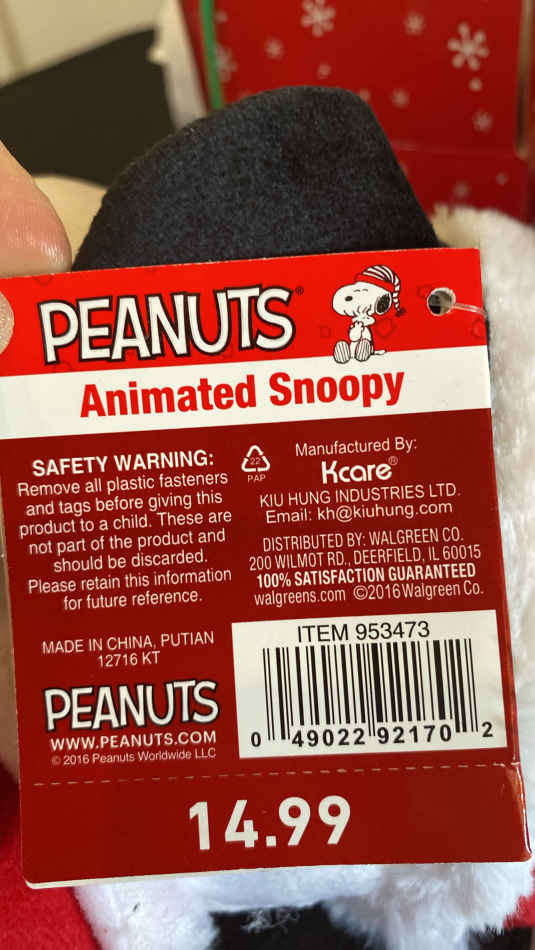 PEANUTS®
Animated Snoopy
SAFETY WARNING:
Remove all plastic fasteners
and tags before giving this
product to a child. These are
not part of the product and
should be discarded.
Please retain this information
for future reference.
22
PAP
Manufactured By:
Kcare®
KIU HUNG INDUSTRIES LTD.
Email: kh@kiuhung.com
DISTRIBUTED BY: WALGREEN CO.
200 WILMOT RD., DEERFIELD, IL 60015
100% SATISFACTION GUARANTEED
walgreens.com ©2016 Walgreen Co.
MADE IN CHINA, PUTIAN
12716 KT
PEANUTS
WWW.PEANUTS.COM
© 2016 Peanuts Worldwide LLC
ITEM 953473
0 49022 92170 2
14.99